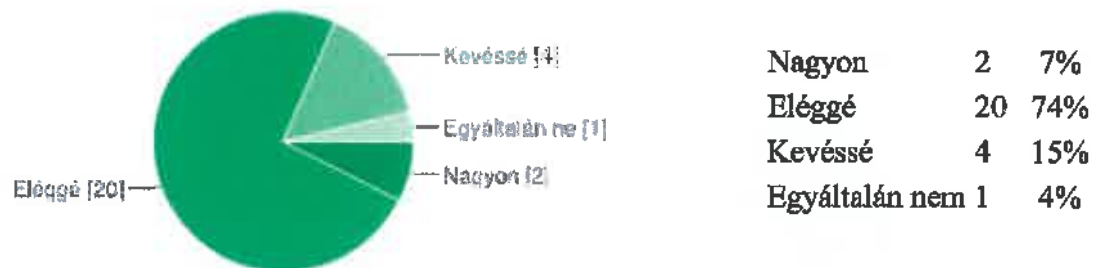 Kevéssé [4]
Egyáltalán ne [1]
Nagyon [2]
Eléggé [20]
Nagyon 2 7%
Eléggé 20 74%
Kevéssé 4 15%
Egyáltalán nem 1 4%